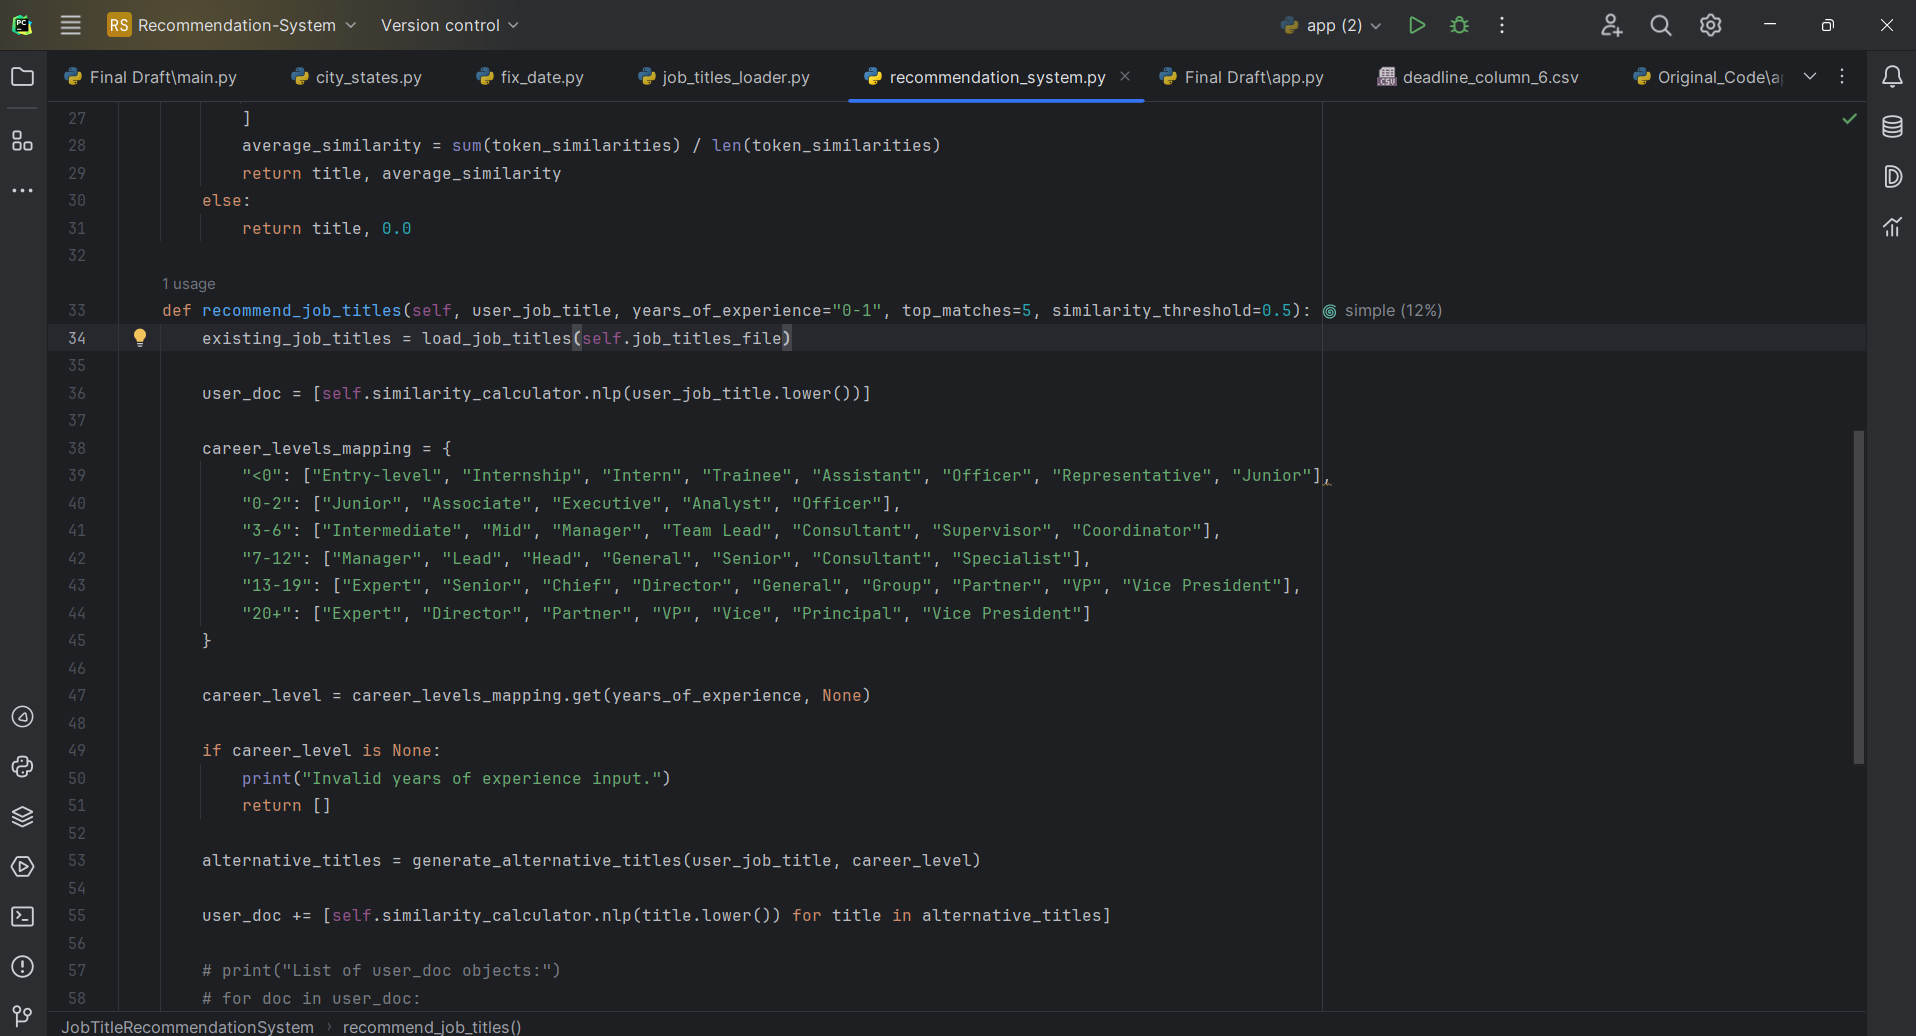 PC RS Recommendation-System Version control app (2)
Final Draft\main.py city_states.py fix_date.py job_titles_loader.py recommendation_system.py Final Draft\app.py CSV deadline_column_6.csv Original_Code\a
27 ]
28 average_similarity = sum(token_similarities) / len(token_similarities)
29 return title, average_similarity
30 else:
31 return title, 0.0
32
1 usage
33 def recommend_job_titles(self, user_job_title, years_of_experience="0-1", top_matches=5, similarity_threshold=0.5): simple (12%)
34 existing_job_titles = load_job_titles(self.job_titles_file)
35
36 user_doc = [self.similarity_calculator.nlp(user_job_title.lower())]
37
38 career_levels_mapping = {
39 "<0": ["Entry-level", "Internship", "Intern", "Trainee", "Assistant", "Officer", "Representative", "Junior"],
40 "0-2": ["Junior", "Associate", "Executive", "Analyst", "Officer"],
41 "3-6": ["Intermediate", "Mid", "Manager", "Team Lead", "Consultant", "Supervisor", "Coordinator"],
42 "7-12": ["Manager", "Lead", "Head", "General", "Senior", "Consultant", "Specialist"],
43 "13-19": ["Expert", "Senior", "Chief", "Director", "General", "Group", "Partner", "VP", "Vice President"],
44 "20+": ["Expert", "Director", "Partner", "VP", "Vice", "Principal", "Vice President"]
45 }
46
47 career_level = career_levels_mapping.get(years_of_experience, None)
48
49 if career_level is None:
50 print("Invalid years of experience input.")
51 return []
52
53 alternative_titles = generate_alternative_titles(user_job_title, career_level)
54
55 user_doc += [self.similarity_calculator.nlp(title.lower()) for title in alternative_titles]
56
57 # print("List of user_doc objects:")
58 # for doc in user_doc:
JobTitleRecommendationSystem › recommend_job_titles()